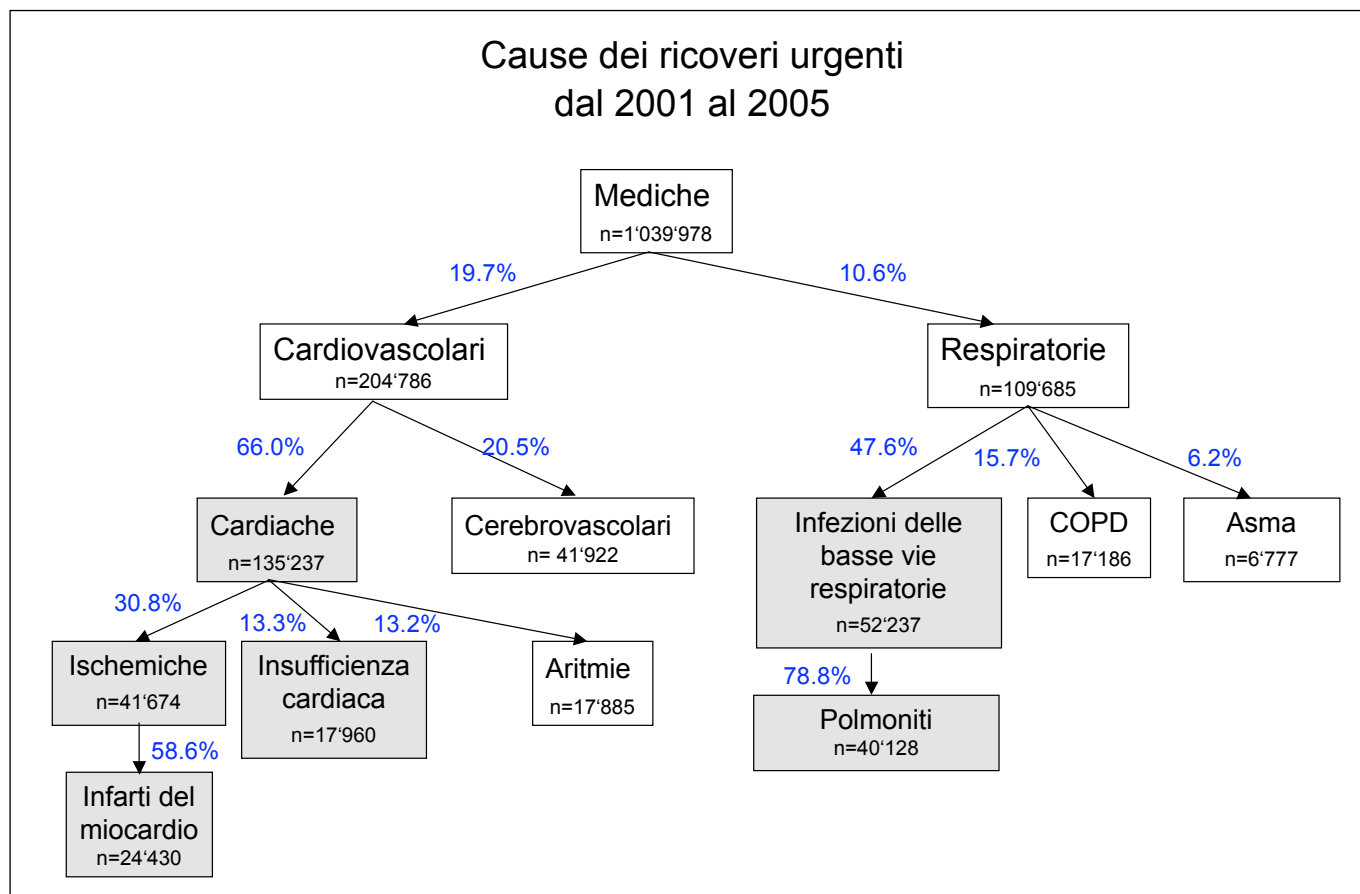 Cause dei ricoveri urgenti
dal 2001 al 2005
Mediche
n=1‘039‘978
19.7%
10.6%
Cardiovascolari
n=204‘786
Respiratorie
n=109‘685
66.0%
20.5%
47.6%
15.7%
6.2%
Cardiache
n=135‘237
Cerebrovascolari
n= 41‘922
Infezioni delle
basse vie
respiratorie
n=52‘237
COPD
n=17‘186
Asma
n=6‘777
30.8%
13.3%
13.2%
Ischemiche
n=41‘674
Insufficienza
cardiaca
n=17‘960
Aritmie
n=17‘885
78.8%
Polmoniti
n=40‘128
58.6%
Infarti del
miocardio
n=24‘430